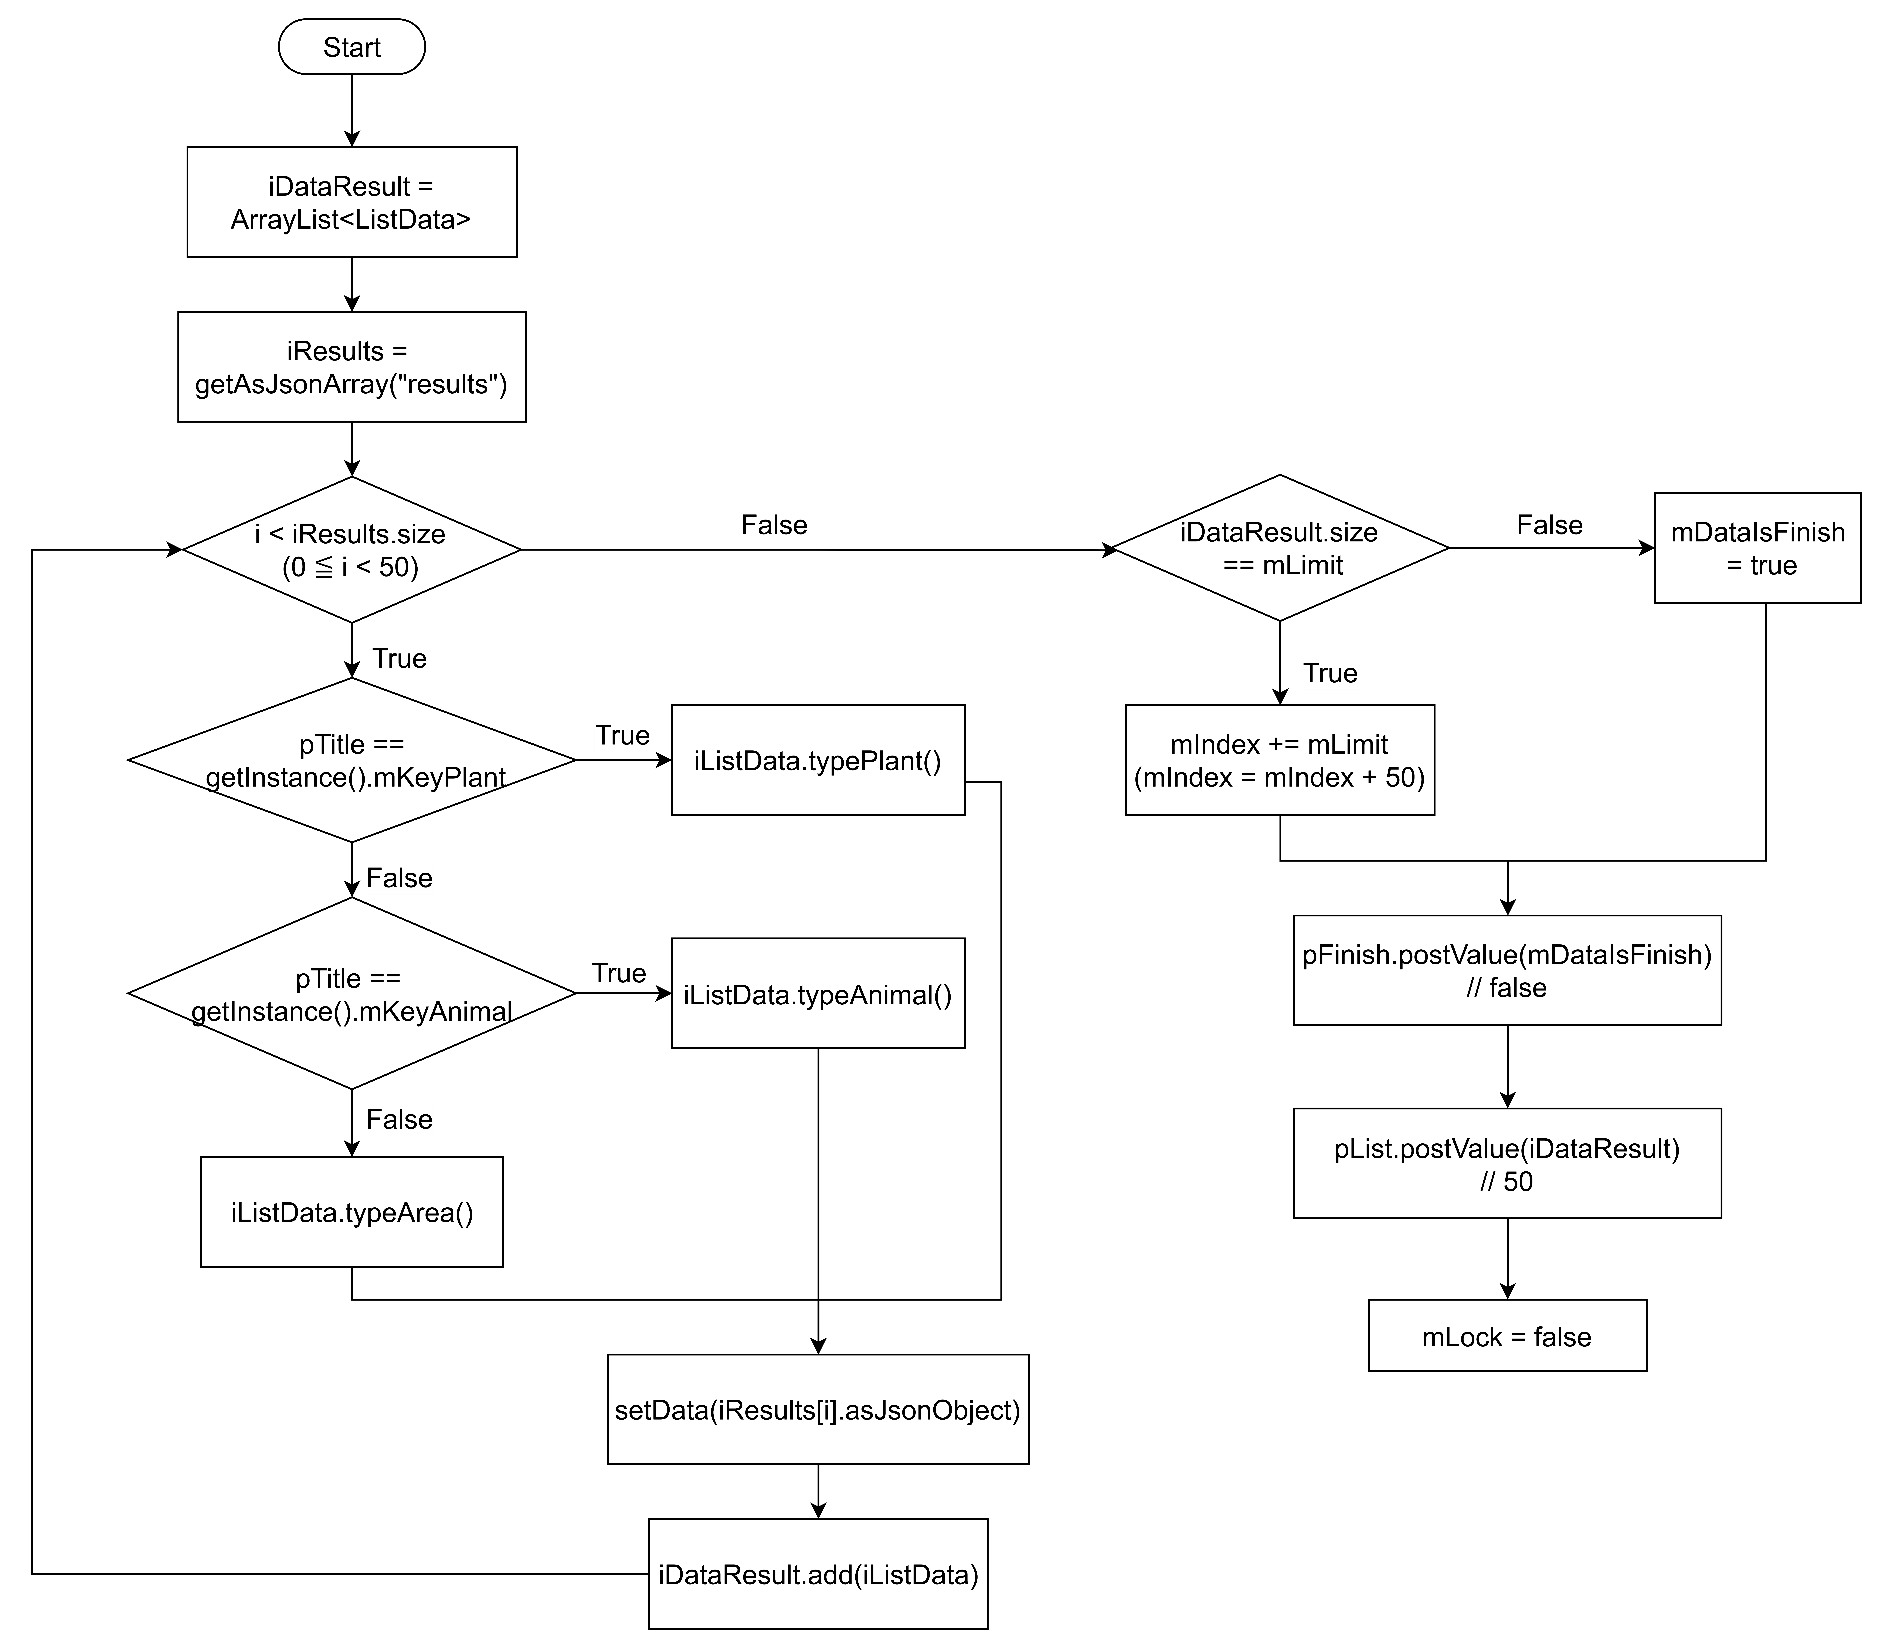 Start
iDataResult =
ArrayList<ListData>
iResults =
getAsJsonArray("results")
i < iResults.size
(0 ≦ i < 50)
False
iDataResult.size
== mLimit
False
mDataIsFinish
= true
True
True
pTitle ==
getInstance().mKeyPlant
True
iListData.typePlant()
mIndex += mLimit
(mIndex = mIndex + 50)
False
pTitle ==
getInstance().mKeyAnimal
True
iListData.typeAnimal()
pFinish.postValue(mDataIsFinish)
// false
False
iListData.typeArea()
pList.postValue(iDataResult)
// 50
mLock = false
setData(iResults[i].asJsonObject)
iDataResult.add(iListData)